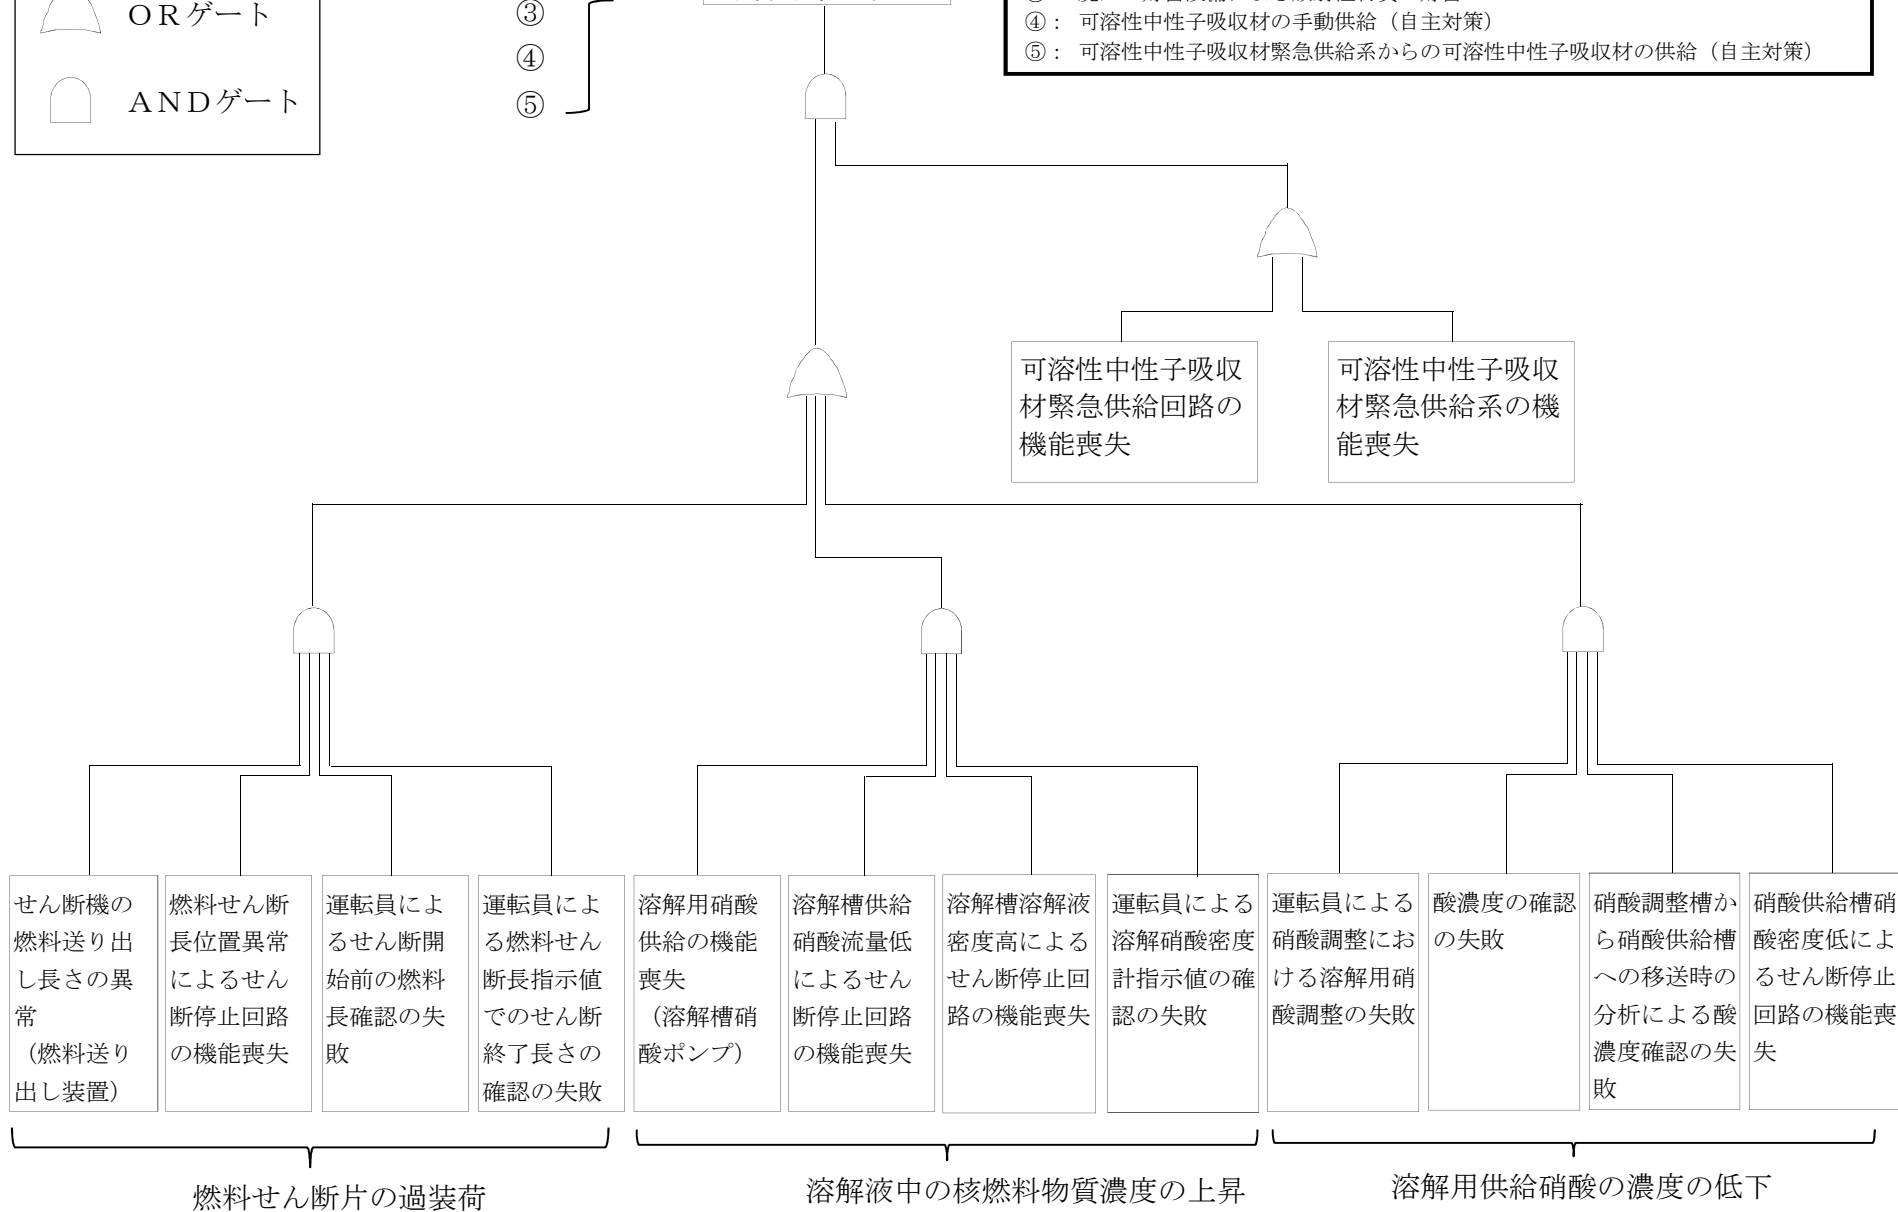 ORゲート
ANDゲート
③
④
⑤
④： 可溶性中性子吸収材の手動供給（自主対策）
⑤： 可溶性中性子吸収材緊急供給系からの可溶性中性子吸収材の供給（自主対策）
可溶性中性子吸収
材緊急供給回路の
機能喪失
可溶性中性子吸収
材緊急供給系の機
能喪失
せん断機の
燃料送り出
し長さの異
常
（燃料送り
出し装置）
燃料せん断
長位置異常
によるせん
断停止回路
の機能喪失
運転員によ
るせん断開
始前の燃料
長確認の失
敗
運転員によ
る燃料せん
断長指示値
でのせん断
終了長さの
確認の失敗
溶解用硝酸
供給の機能
喪失
（溶解槽硝
酸ポンプ）
溶解槽供給
硝酸流量低
によるせん
断停止回路
の機能喪失
溶解槽溶解液
密度高による
せん断停止回
路の機能喪失
運転員による
溶解硝酸密度
計指示値の確
認の失敗
運転員による
硝酸調整にお
ける溶解用硝
酸調整の失敗
酸濃度の確認
の失敗
硝酸調整槽か
ら硝酸供給槽
への移送時の
分析による酸
濃度確認の失
敗
硝酸供給槽硝
酸密度低によ
るせん断停止
回路の機能喪
失
燃料せん断片の過装荷
溶解液中の核燃料物質濃度の上昇
溶解用供給硝酸の濃度の低下